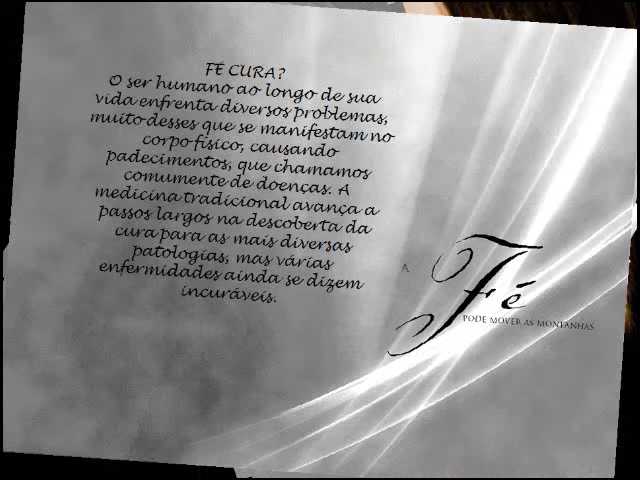 FÉ CURA?
O ser humano ao longo de sua
vida enfrenta diversos problemas,
muito desses que se manifestam no
corpo físico, causando
padecimentos, que chamamos
comumente de doenças. A
medicina tradicional avança a
passos largos na descoberta da
cura para as mais diversas
patologias, mas várias
enfermidades ainda se dizem
incuráveis.
A
Fé
PODE MOVER AS MONTANHAS